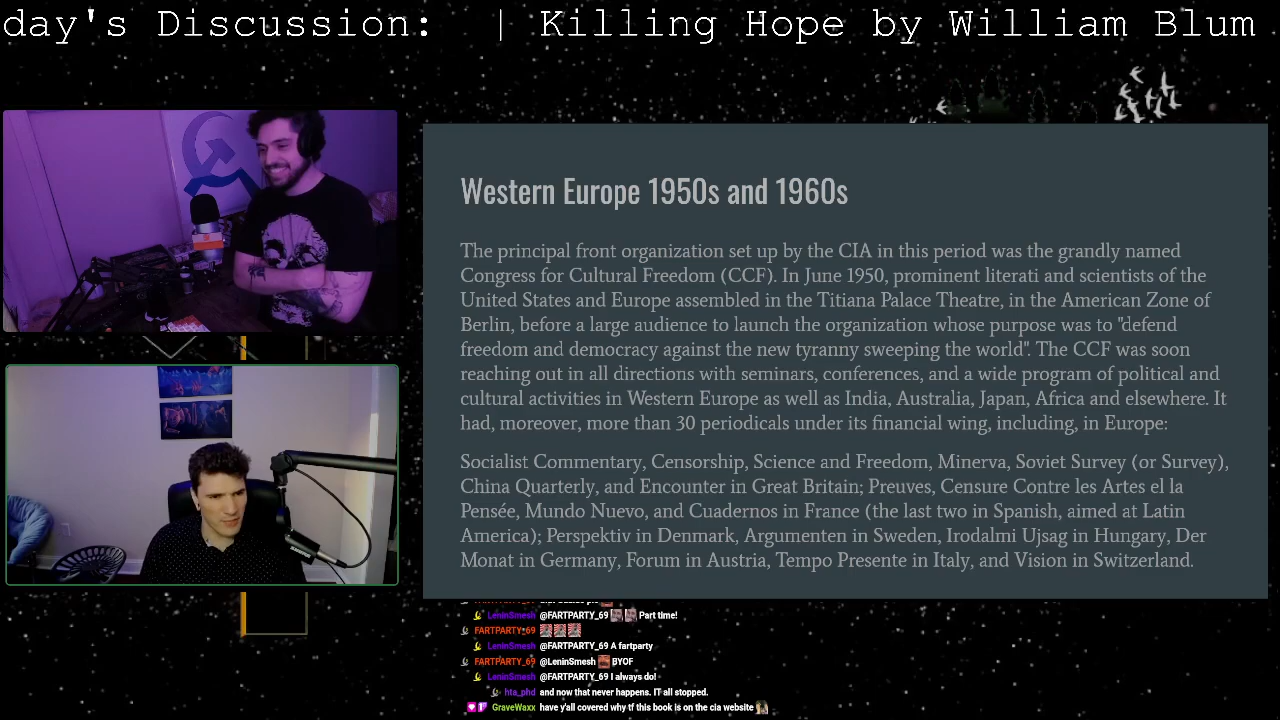 day's Discussion: | Killing Hope by William Blum
Western Europe 1950s and 1960s
The principal front organization set up by the CIA in this period was the grandly named
Congress for Cultural Freedom (CCF). In June 1950, prominent literati and scientists of the
United States and Europe assembled in the Titiana Palace Theatre, in the American Zone of
Berlin, before a large audience to launch the organization whose purpose was to "defend
freedom and democracy against the new tyranny sweeping the world". The CCF was soon
reaching out in all directions with seminars, conferences, and a wide program of political and
cultural activities in Western Europe as well as India, Australia, Japan, Africa and elsewhere. It
had, moreover, more than 30 periodicals under its financial wing, including, in Europe:
Socialist Commentary, Censorship, Science and Freedom, Minerva, Soviet Survey (or Survey),
China Quarterly, and Encounter in Great Britain; Preuves, Censure Contre les Artes el la
Pensée, Mundo Nuevo, and Cuadernos in France (the last two in Spanish, aimed at Latin
America); Perspektiv in Denmark, Argumenten in Sweden, Irodalmi Ujsag in Hungary, Der
Monat in Germany, Forum in Austria, Tempo Presente in Italy, and Vision in Switzerland.
LeninSmesh @FARTPARTY_69 Part time!
FARTPARTY_69
LeninSmesh @FARTPARTY_69 A fartparty
FARTPARTY_69 @LeninSmesh BYOF
LeninSmesh @FARTPARTY_69 I always do!
hta_phd and now that never happens. IT all stopped.
GraveWaxx have y'all covered why tf this book is on the cia website